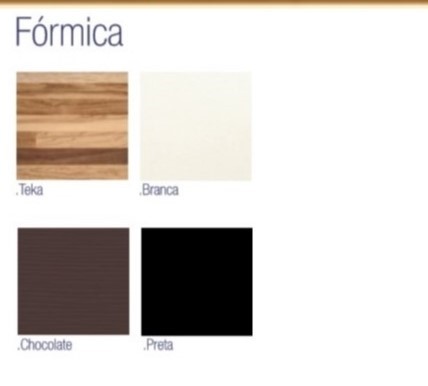 Fórmica
.Teka
.Branca
.Chocolate
.Preta